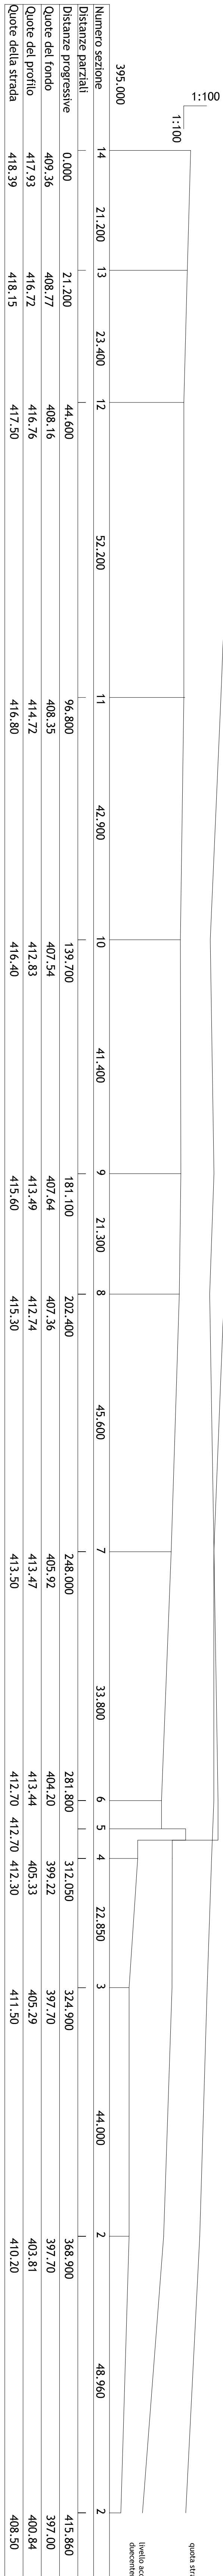 1:100
1:100
quota
livello
395.000
Numero sezione 14 21.200 13 23.400 12 52.200 11 42.900 10 41.400 9 21.300 8 45.600 7 33.800 6 5 4 22.850 3 44.000 2 48.960 2
Distanze parziali
Distanze progressive 0.000 21.200 44.600 96.800 139.700 181.100 202.400 248.000 281.800 312.050 324.900 368.900 415.860
Quote del fondo 409.36 408.77 408.16 408.35 407.54 407.64 407.36 405.92 404.20 399.22 397.70 397.70 397.00
Quote del profilo 417.93 416.72 416.76 414.72 412.83 413.49 412.74 413.47 413.44 405.33 405.29 403.81 400.84
Quote della strada 418.39 418.15 417.50 416.80 416.40 415.60 415.30 413.50 412.70 412.70 412.30 411.50 410.20 408.50